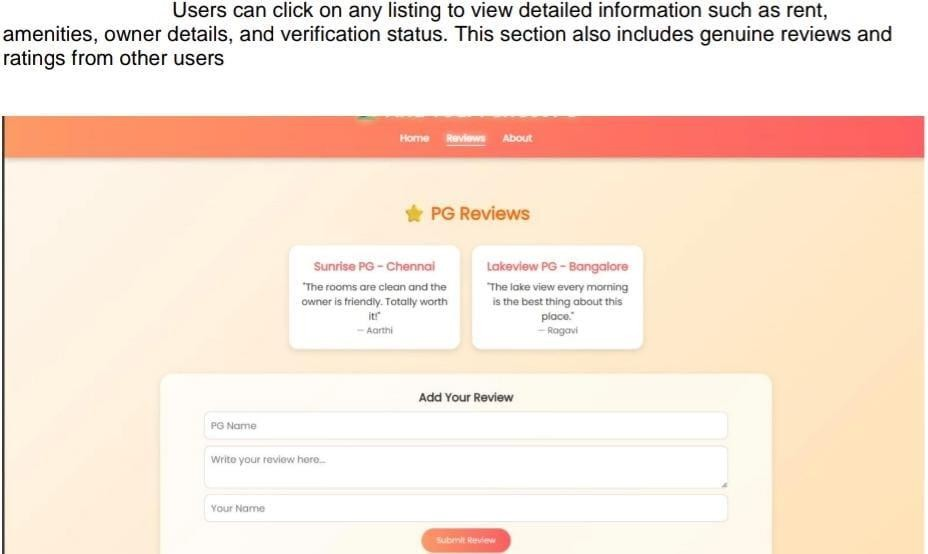 Users can click on any listing to view detailed information such as rent,
amenities, owner details, and verification status. This section also includes genuine reviews and
ratings from other users
Home Reviews About
PG Reviews
Sunrise PG - Chennai
"The rooms are clean and the
owner is friendly. Totally worth
it!"
— Aarthi
Lakeview PG - Bangalore
"The lake view every morning
is the best thing about this
place."
— Ragavi
Add Your Review
PG Name
Write your review here...
Your Name
Submit Review